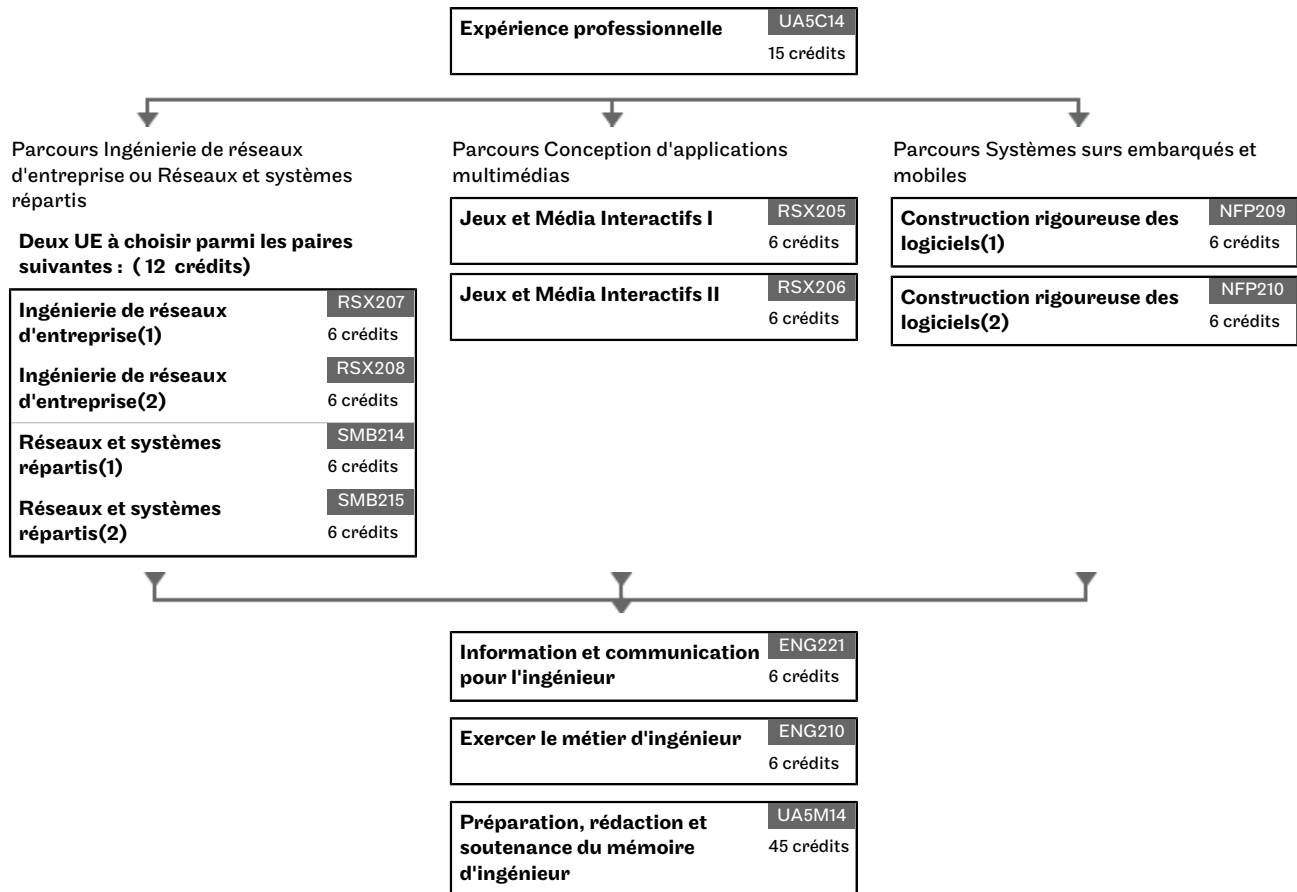 Expérience professionnelle
UA5C14
15 crédits
Parcours Ingénierie de réseaux
d'entreprise ou Réseaux et systèmes
répartis
Deux UE à choisir parmi les paires
suivantes : ( 12 crédits)
Ingénierie de réseaux
d'entreprise(1)
RSX207
6 crédits
Ingénierie de réseaux
d'entreprise(2)
RSX208
6 crédits
Réseaux et systèmes
répartis(1)
SMB214
6 crédits
Réseaux et systèmes
répartis(2)
SMB215
6 crédits
Parcours Conception d'applications
multimédias
Jeux et Média Interactifs I
RSX205
6 crédits
Jeux et Média Interactifs II
RSX206
6 crédits
Parcours Systèmes surs embarqués et
mobiles
Construction rigoureuse des
logiciels(1)
NFP209
6 crédits
Construction rigoureuse des
logiciels(2)
NFP210
6 crédits
Information et communication
pour l'ingénieur
ENG221
6 crédits
Exercer le métier d'ingénieur
ENG210
6 crédits
Préparation, rédaction et
soutenance du mémoire
d'ingénieur
UA5M14
45 crédits